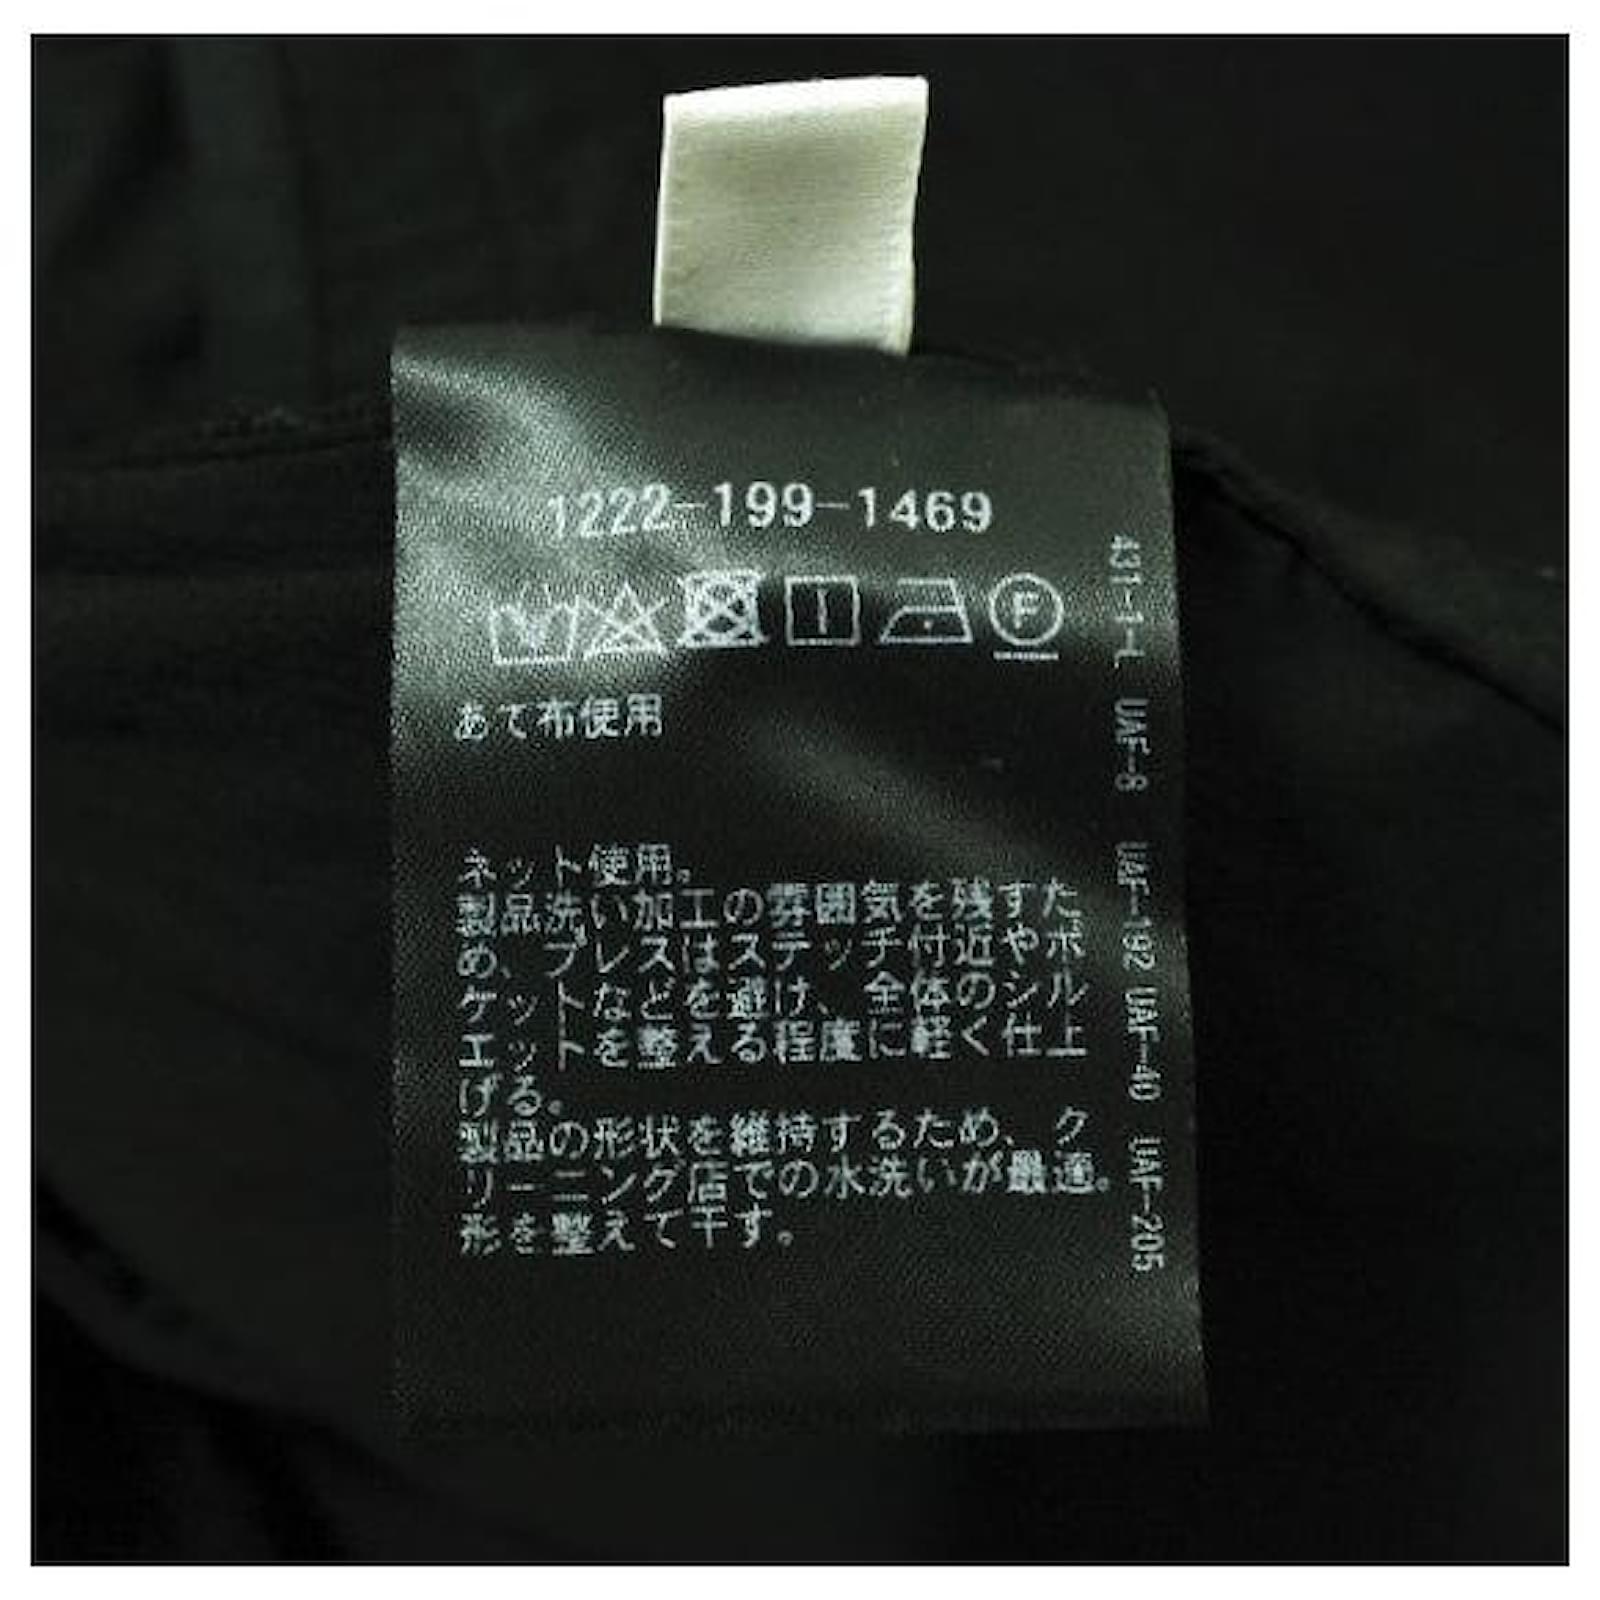 1222-199-1469
F
あて布使用
ネット使用。
製品洗い加工の雰囲気を残すた
め、プレスはステッチ付近やポ
ケットなどを避け、全体のシル
エットを整える程度に軽く仕上
げる。
製品の形状を維持するため、ク
リーニング店での水洗いが最適。
形を整えて干す。
431-1-L UAF-8 UAF-192 UAF-40 UAF-205